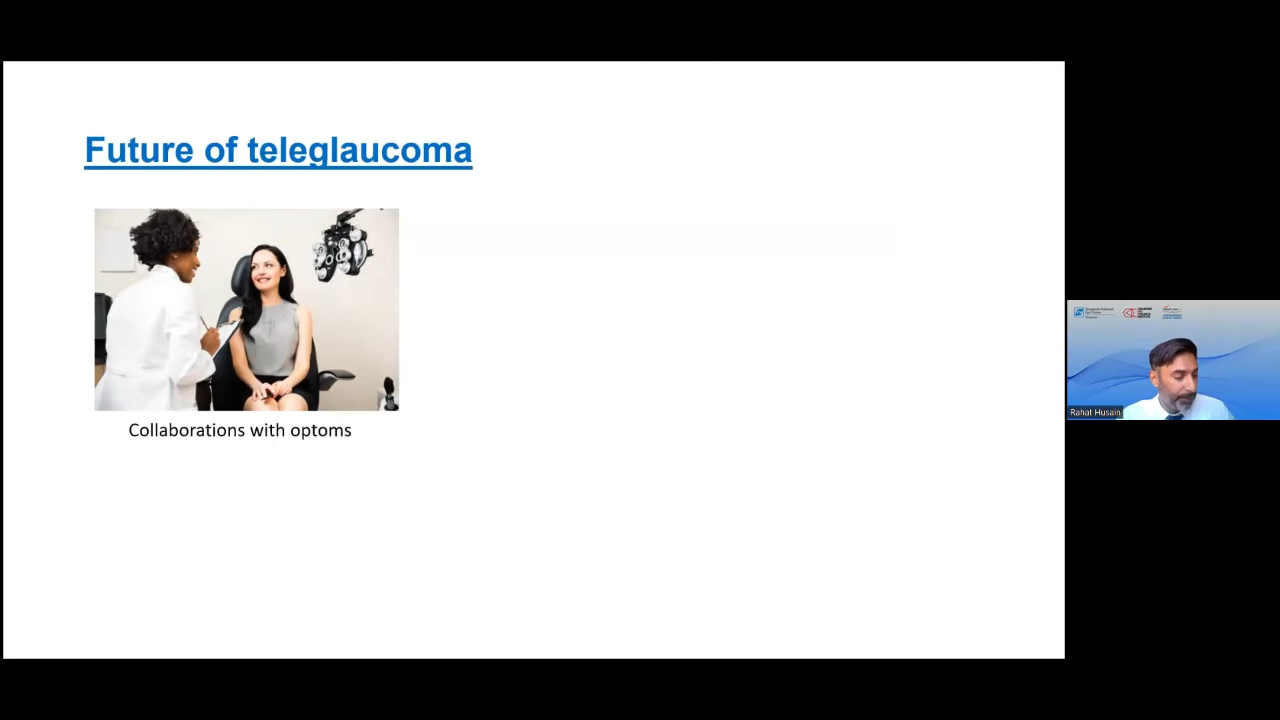 Future of teleglaucoma
Collaborations with optoms
Rahat Husain